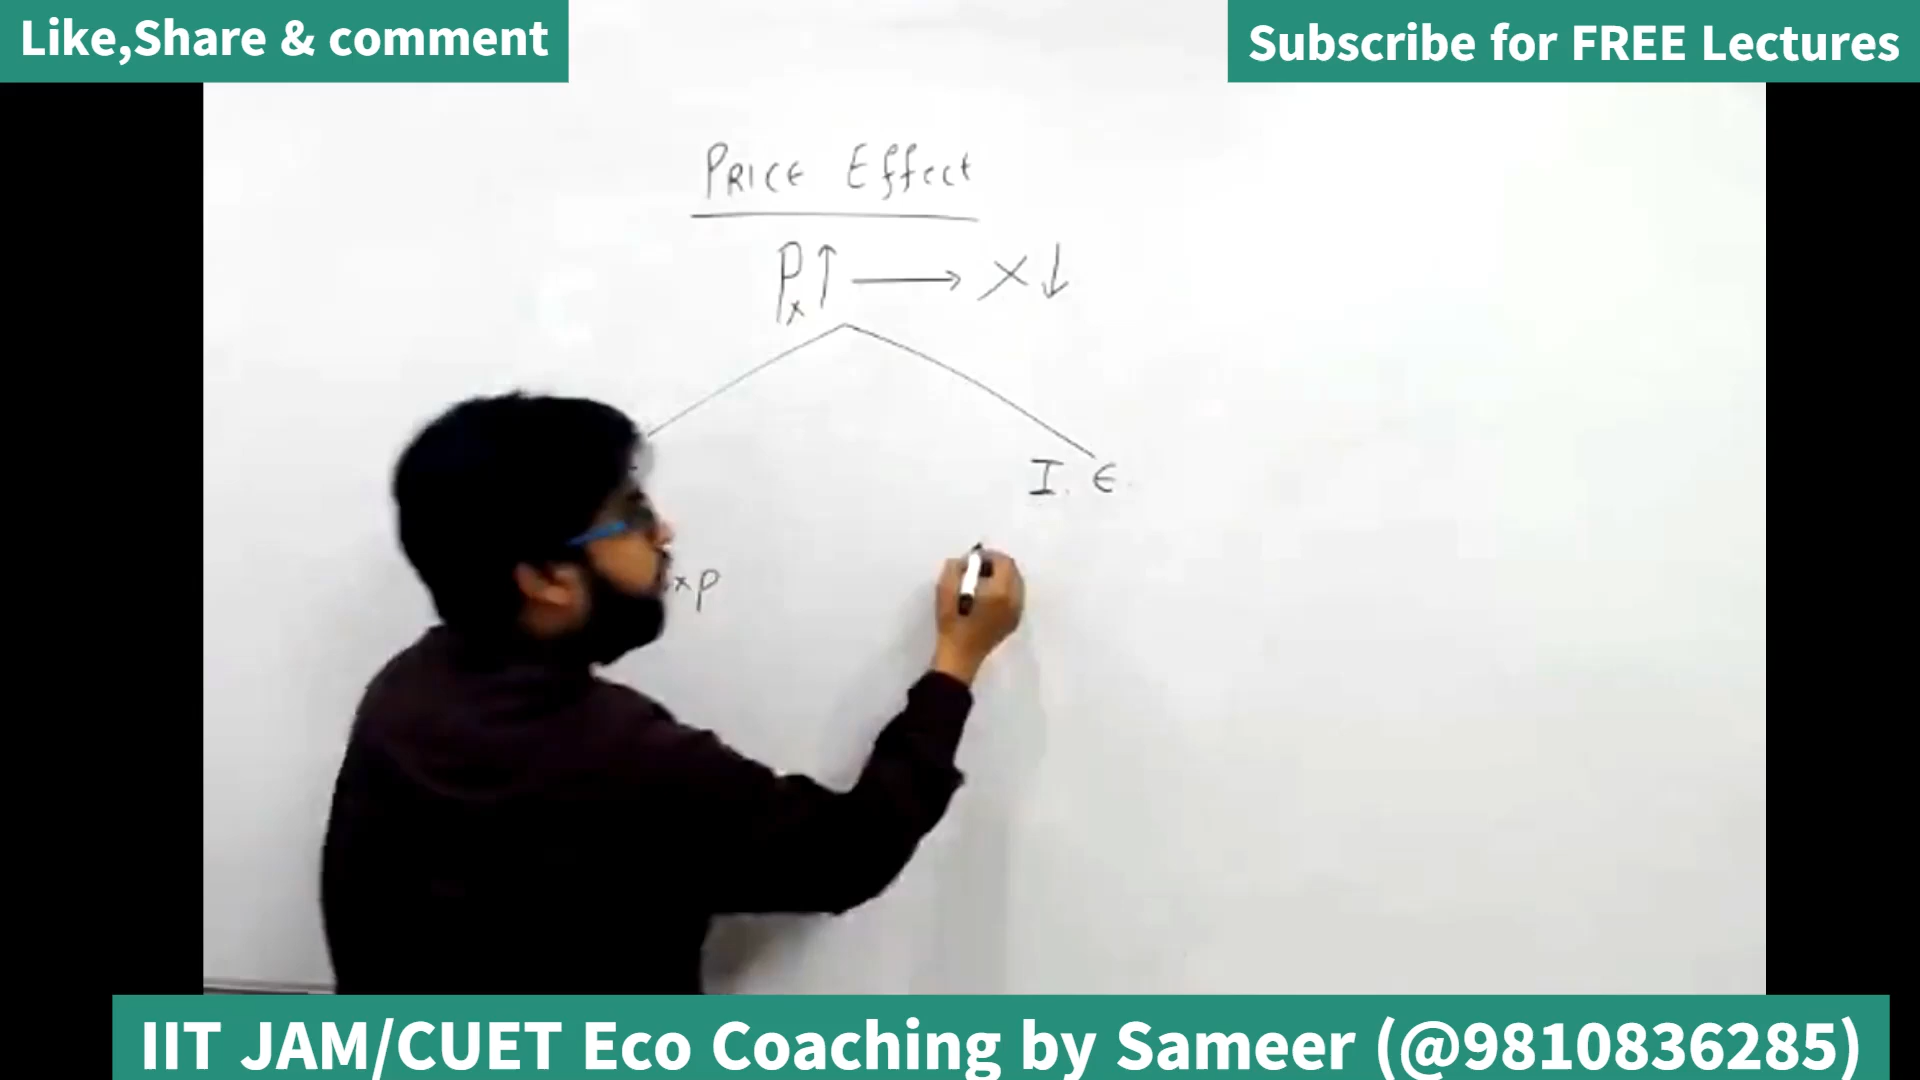 Like,Share & comment
Subscribe for FREE Lectures
PRICE Effect
Px↑ → X↓
I. E.
xp
IIT JAM/CUET Eco Coaching by Sameer (@9810836285)